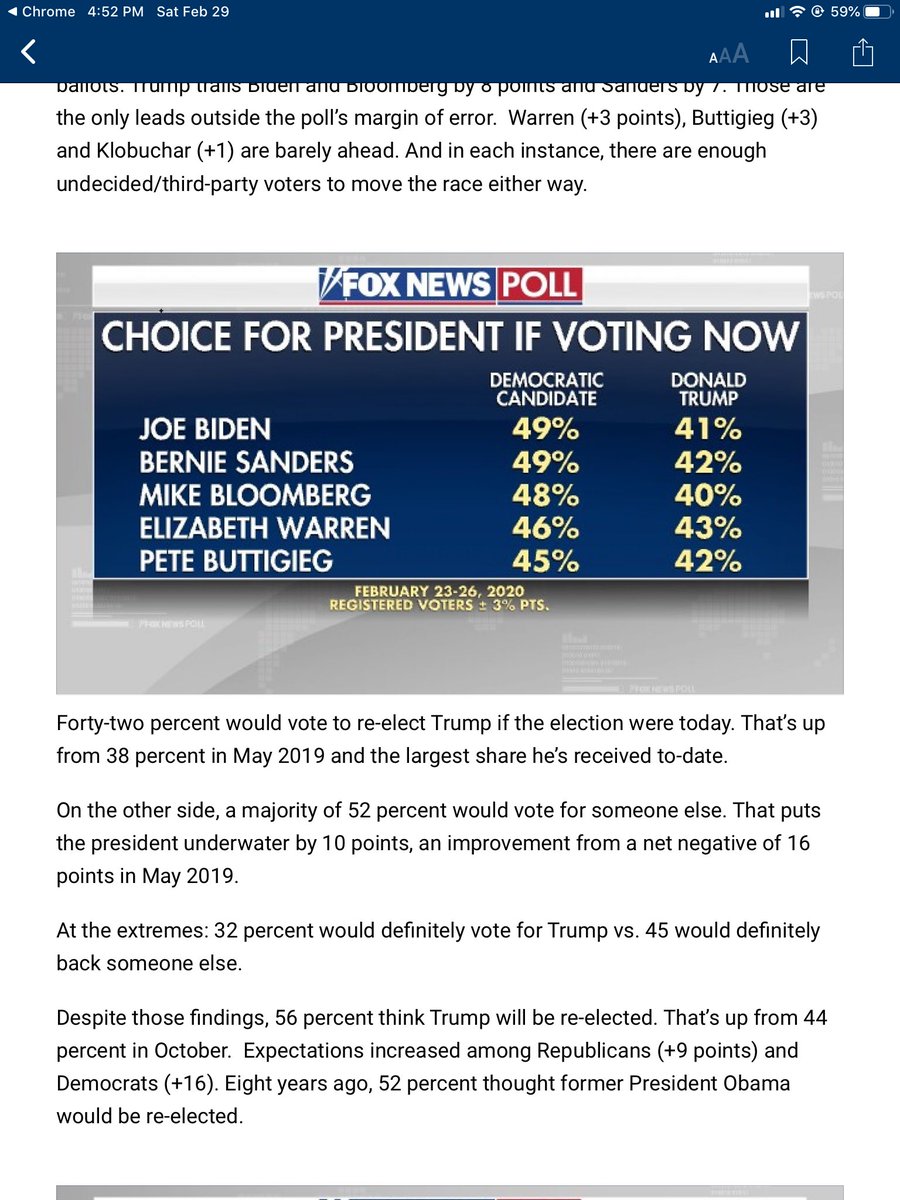 Chrome 4:52 PM Sat Feb 29 59%
AAA
ballots. Trump trails Biden and Bloomberg by 8 points and Sanders by 7. Those are
the only leads outside the poll’s margin of error.  Warren (+3 points), Buttigieg (+3)
and Klobuchar (+1) are barely ahead. And in each instance, there are enough
undecided/third-party voters to move the race either way.
FOX NEWS POLL
CHOICE FOR PRESIDENT IF VOTING NOW
DEMOCRATIC CANDIDATE DONALD TRUMP
JOE BIDEN 49% 41%
BERNIE SANDERS 49% 42%
MIKE BLOOMBERG 48% 40%
ELIZABETH WARREN 46% 43%
PETE BUTTIGIEG 45% 42%
FEBRUARY 23-26, 2020
REGISTERED VOTERS ± 3% PTS.
FOX NEWS POLL
FOX NEWS POLL
Forty-two percent would vote to re-elect Trump if the election were today. That’s up
from 38 percent in May 2019 and the largest share he’s received to-date.
On the other side, a majority of 52 percent would vote for someone else. That puts
the president underwater by 10 points, an improvement from a net negative of 16
points in May 2019.
At the extremes: 32 percent would definitely vote for Trump vs. 45 would definitely
back someone else.
Despite those findings, 56 percent think Trump will be re-elected. That’s up from 44
percent in October.  Expectations increased among Republicans (+9 points) and
Democrats (+16). Eight years ago, 52 percent thought former President Obama
would be re-elected.